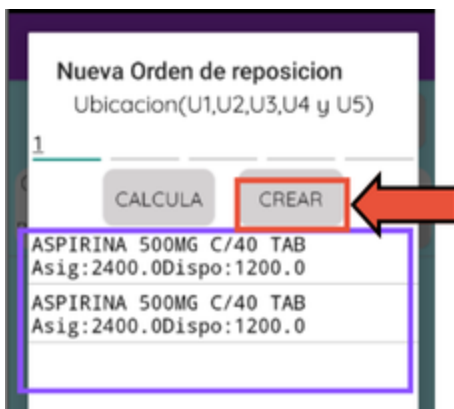 Nueva Orden de reposicion
Ubicacion(U1,U2,U3,U4 y U5)
1
CALCULA CREAR
ASPIRINA 500MG C/40 TAB
Asig:2400.0Dispo:1200.0
ASPIRINA 500MG C/40 TAB
Asig:2400.0Dispo:1200.0